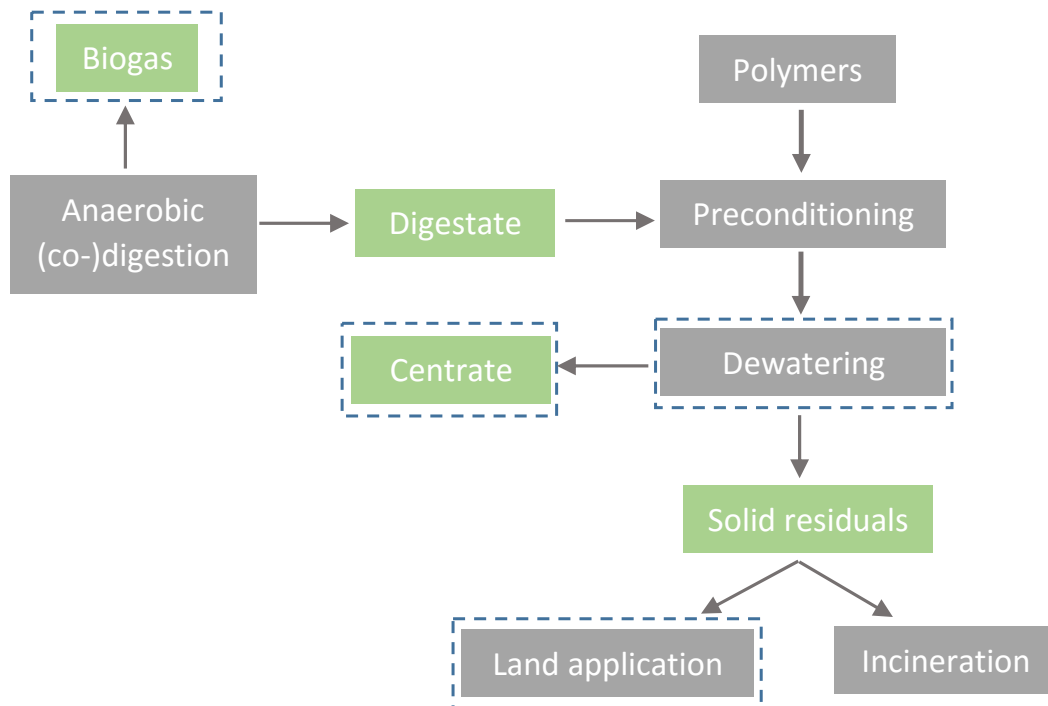 Biogas
Polymers
Anaerobic
(co-)digestion
Digestate
Preconditioning
Centrate
Dewatering
Solid residuals
Land application
Incineration